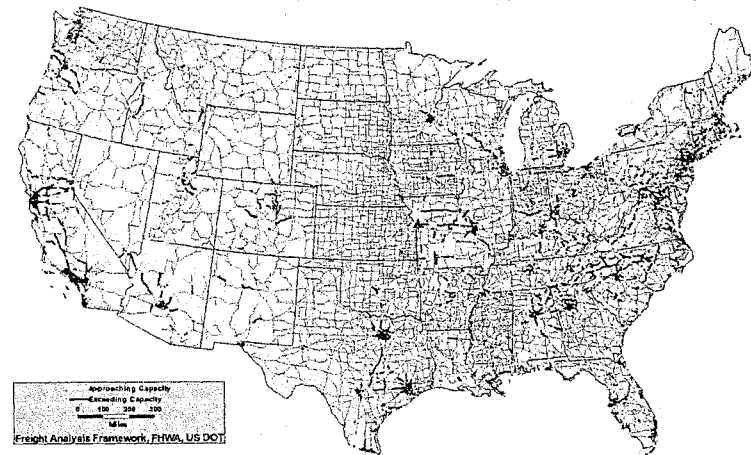 Approaching Capacity
Exceeding Capacity
0 100 200 300
Miles
Freight Analysis Framework, FHWA, US DOT